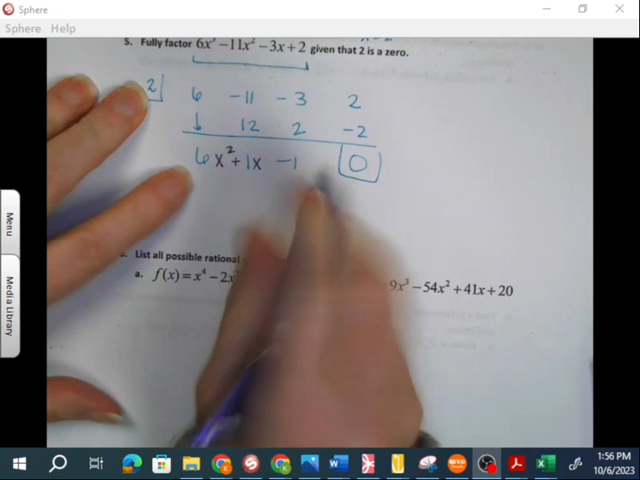 Sphere
Sphere Help
5. Fully factor 6x³ −11x² −3x+2 given that 2 is a zero.
2 6 −11 −3 2
↓ 12 2 −2
6x² + 1x −1 0
List all possible rational
a. f(x) = x⁴ − 2x
9x³ − 54x² + 41x + 20
Menu
Media Library
1:56 PM
10/6/2023